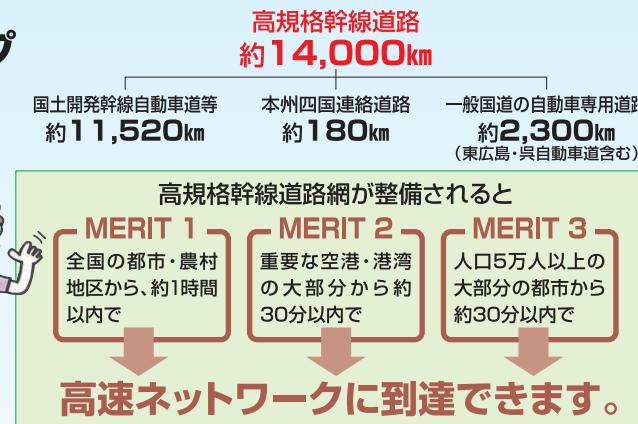 プ
高規格幹線道路
約14,000km
国土開発幹線自動車道等
約11,520km
本州四国連絡道路
約180km
一般国道の自動車専用道路
約2,300km
(東広島・呉自動車道含む)
高規格幹線道路網が整備されると
MERIT 1
全国の都市・農村
地区から、約1時間
以内で
MERIT 2
重要な空港・港湾
の大部分から約
30分以内で
MERIT 3
人口5万人以上の
大部分の都市から
約30分以内で
高速ネットワークに到達できます。